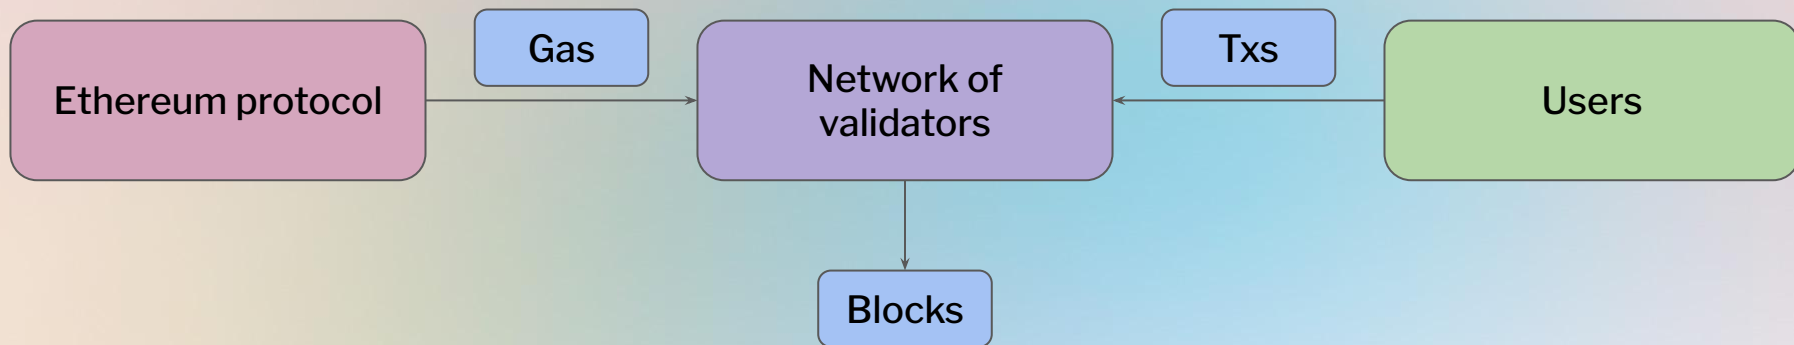 Ethereum protocol
Gas
Network of
validators
Txs
Users
Blocks